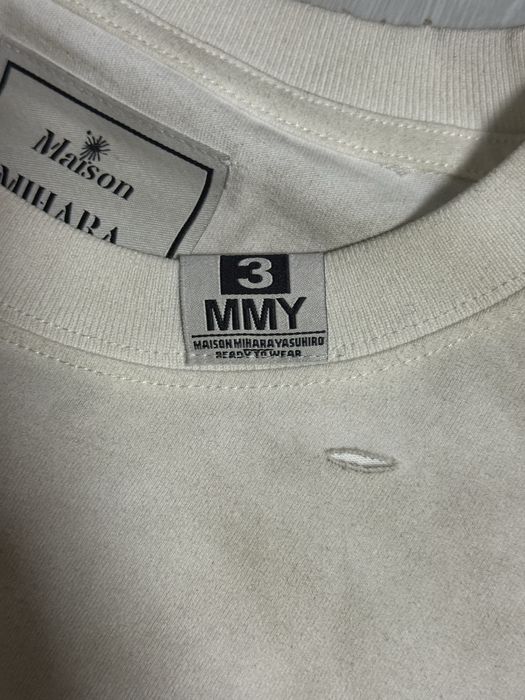 Maison
MIHARA
3
MMY
MAISON MIHARAYASUHIRO
READY TO WEAR